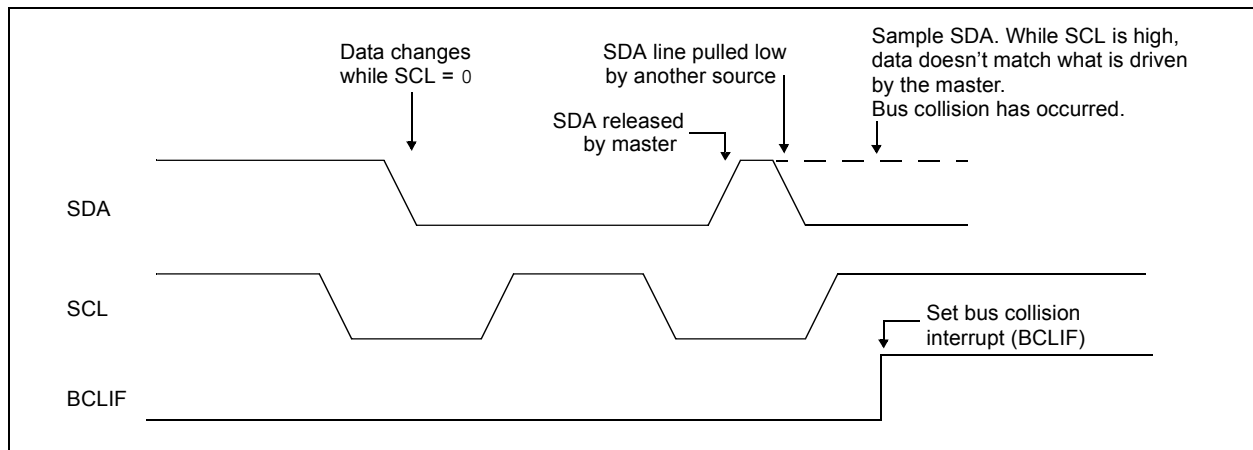 Data changes
while SCL = 0
SDA line pulled low
by another source
Sample SDA. While SCL is high,
data doesn't match what is driven
by the master.
Bus collision has occurred.
SDA released
by master
SDA
SCL
Set bus collision
interrupt (BCLIF)
BCLIF